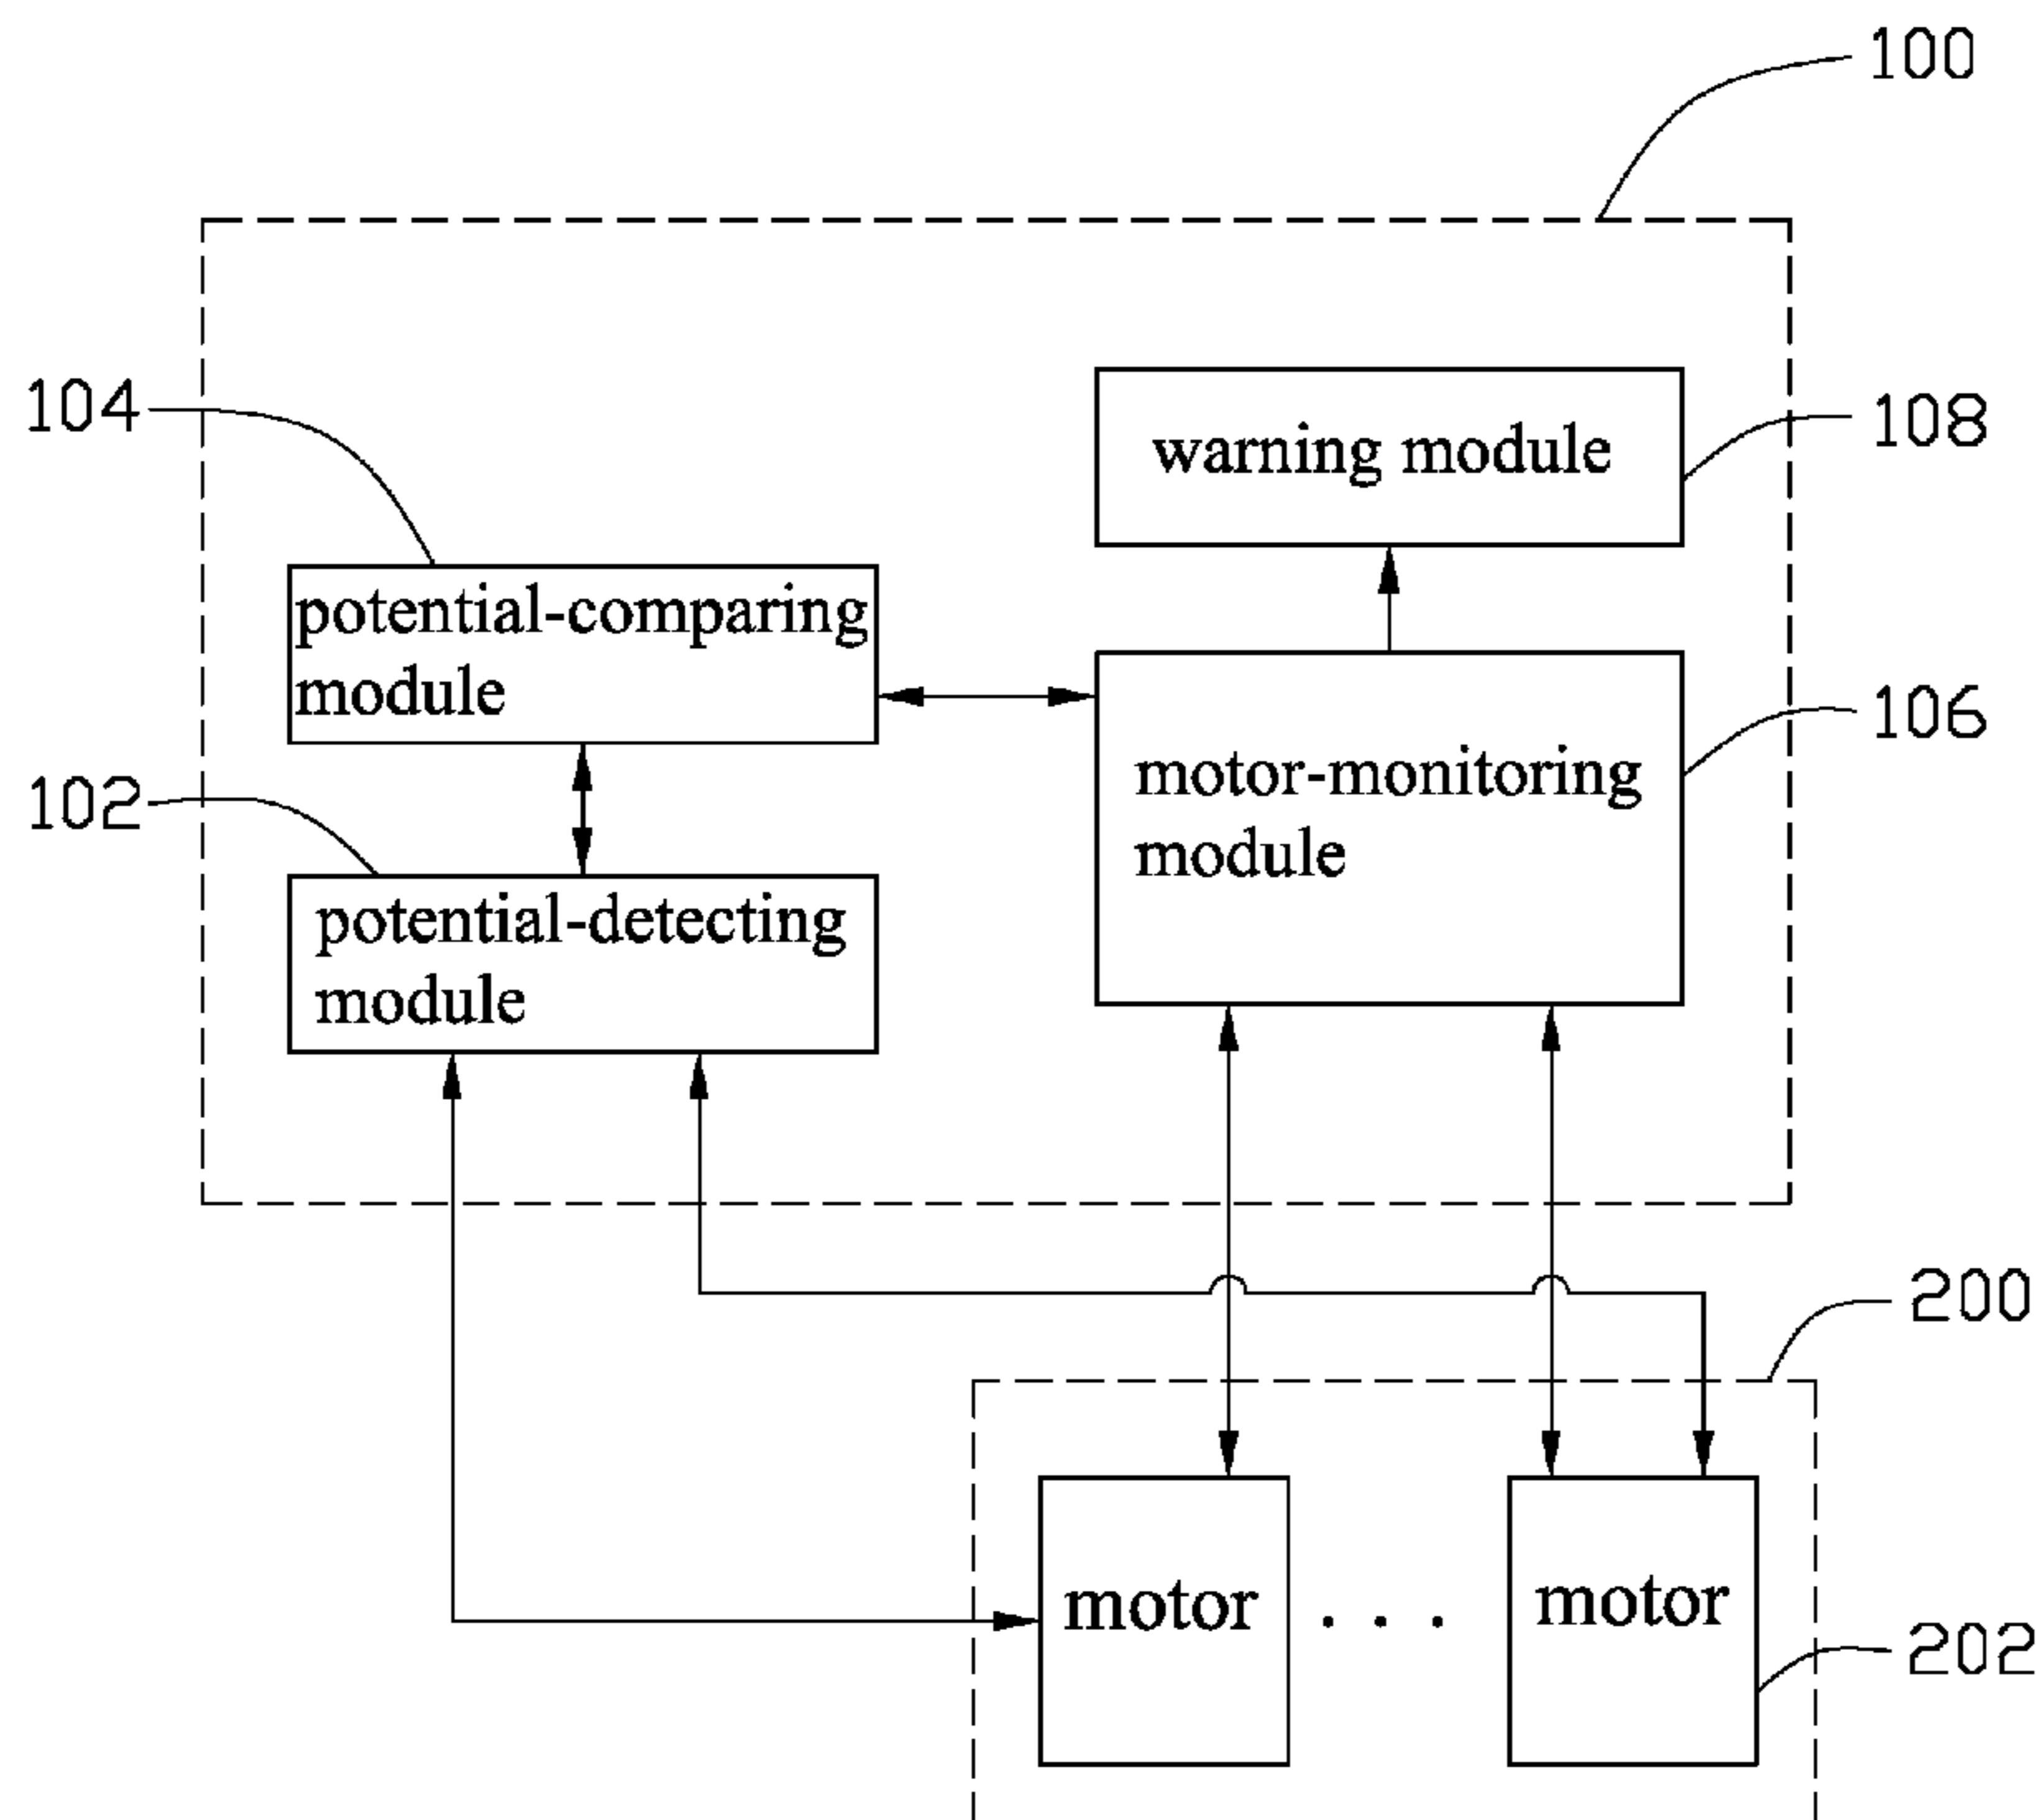 100
104
warning module
108
potential-comparing
module
106
motor-monitoring
module
102
potential-detecting
module
200
motor
. . .
motor
202